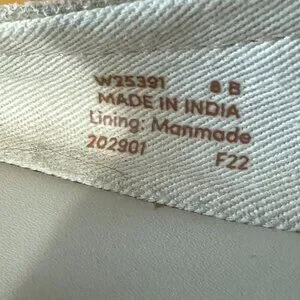 W25391 8 B
MADE IN INDIA
Lining: Manmade
202901 F22